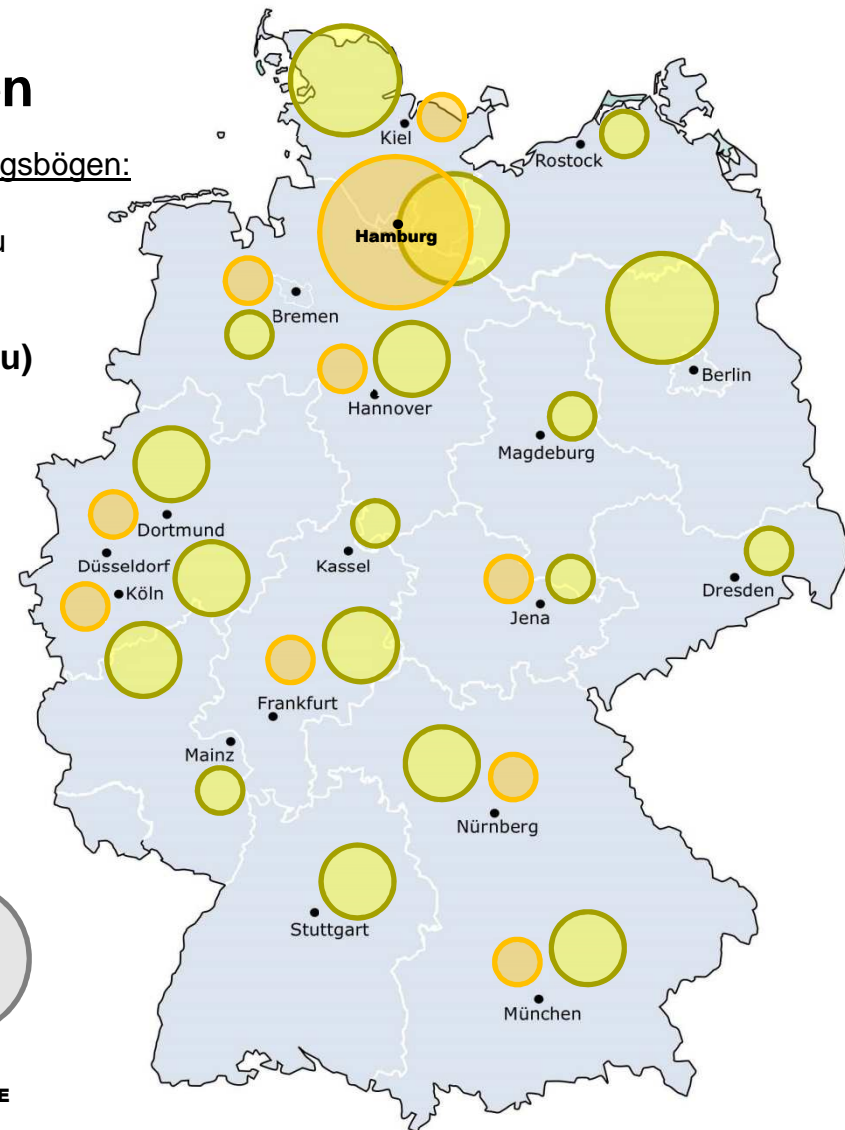 n
gsbögen:
u
u)
Kiel
Rostock
Hamburg
Bremen
Berlin
Hannover
Magdeburg
Dortmund
Düsseldorf
Kassel
Köln
Dresden
Jena
Frankfurt
Mainz
Nürnberg
Stuttgart
München
E